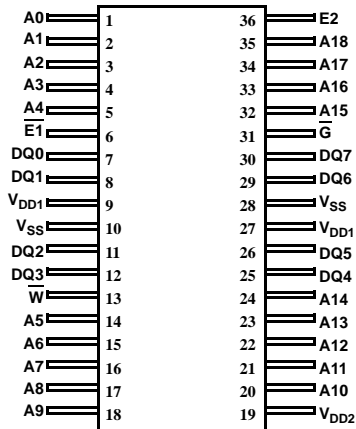 A0 1 36 E2
A1 2 35 A18
A2 3 34 A17
A3 4 33 A16
A4 5 32 A15
E1 6 31 G
DQ0 7 30 DQ7
DQ1 8 29 DQ6
VDD1 9 28 VSS
VSS 10 27 VDD1
DQ2 11 26 DQ5
DQ3 12 25 DQ4
W 13 24 A14
A5 14 23 A13
A6 15 22 A12
A7 16 21 A11
A8 17 20 A10
A9 18 19 VDD2